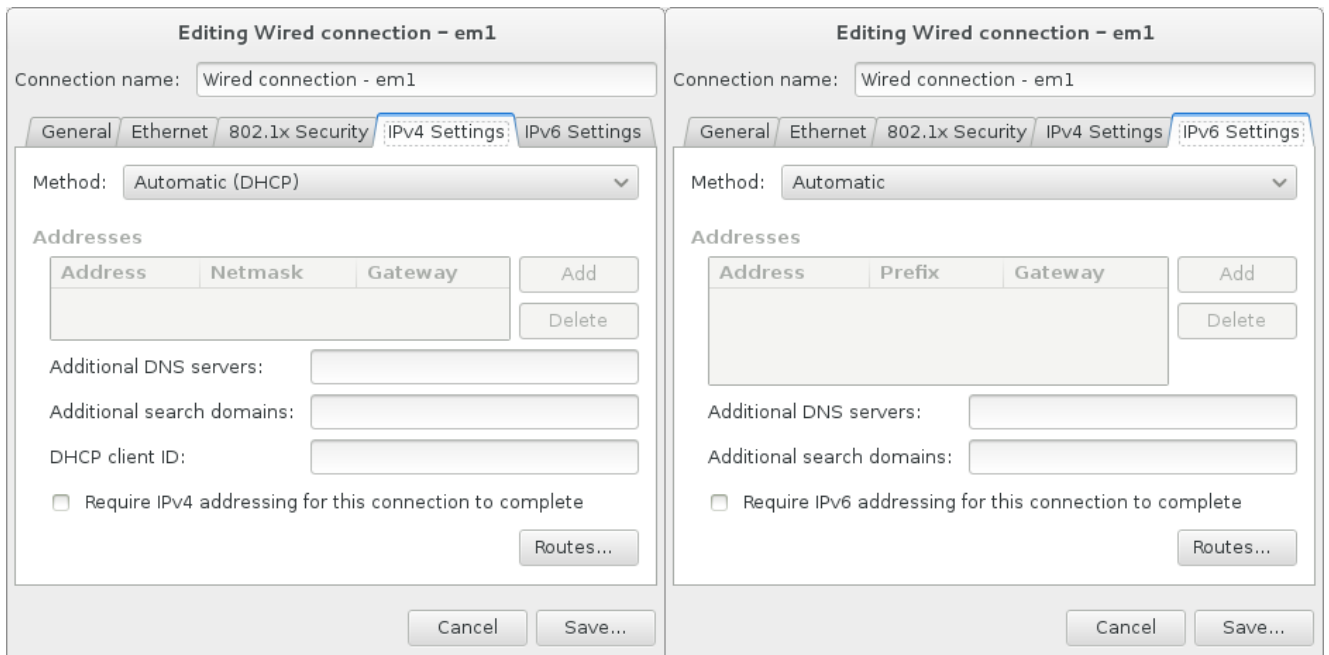 Editing Wired connection – em1
Connection name: Wired connection - em1
General Ethernet 802.1x Security IPv4 Settings IPv6 Settings
Method: Automatic (DHCP)
Addresses
Address Netmask Gateway Add
Delete
Additional DNS servers:
Additional search domains:
DHCP client ID:
Require IPv4 addressing for this connection to complete
Routes...
Cancel Save...
Editing Wired connection – em1
Connection name: Wired connection - em1
General Ethernet 802.1x Security IPv4 Settings IPv6 Settings
Method: Automatic
Addresses
Address Prefix Gateway Add
Delete
Additional DNS servers:
Additional search domains:
Require IPv6 addressing for this connection to complete
Routes...
Cancel Save...